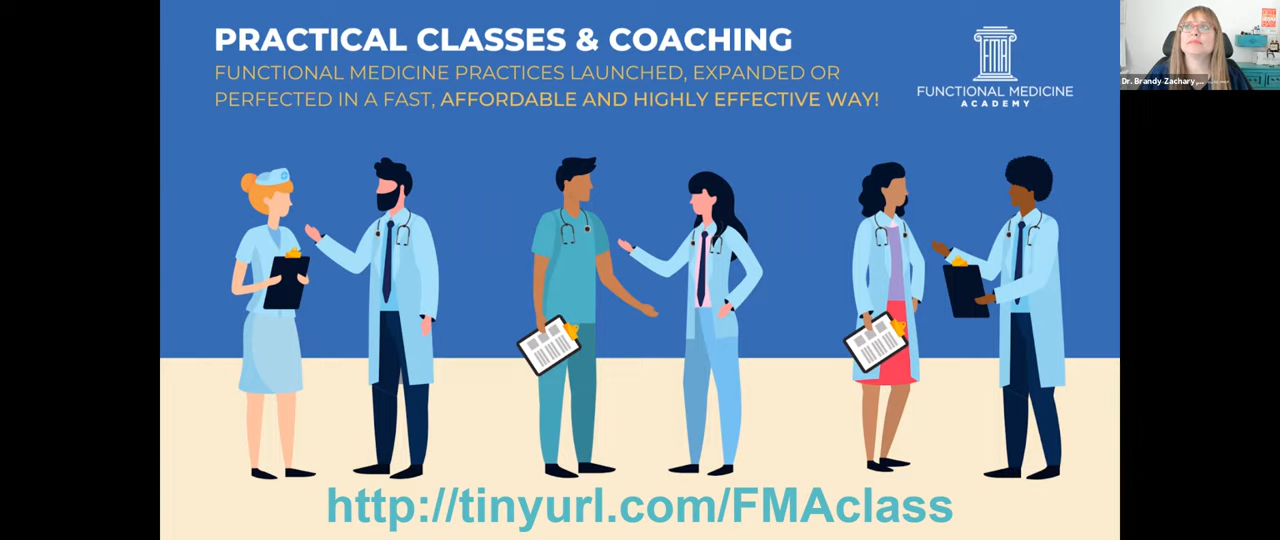 PRACTICAL CLASSES & COACHING
FUNCTIONAL MEDICINE PRACTICES LAUNCHED, EXPANDED OR
PERFECTED IN A FAST, AFFORDABLE AND HIGHLY EFFECTIVE WAY!
FMA
FUNCTIONAL MEDICINE
ACADEMY
Dr. Brandy Zachary,
http://tinyurl.com/FMAclass